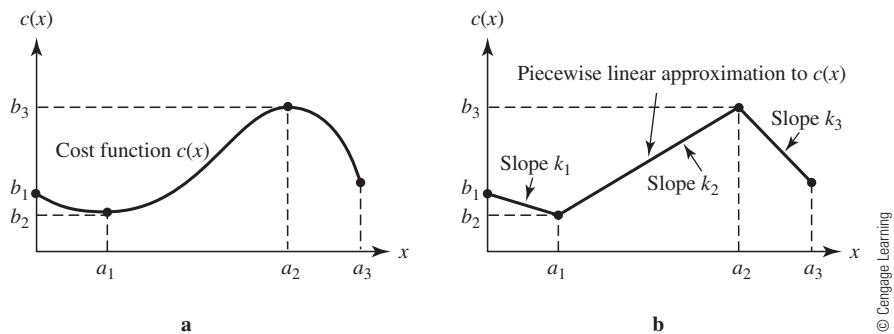 c(x)
b₃
Cost function c(x)
b₁
b₂
a₁ a₂ a₃ x
a
c(x)
Piecewise linear approximation to c(x)
b₃
Slope k₃
Slope k₁
Slope k₂
b₁
b₂
a₁ a₂ a₃ x
b
© Cengage Learning